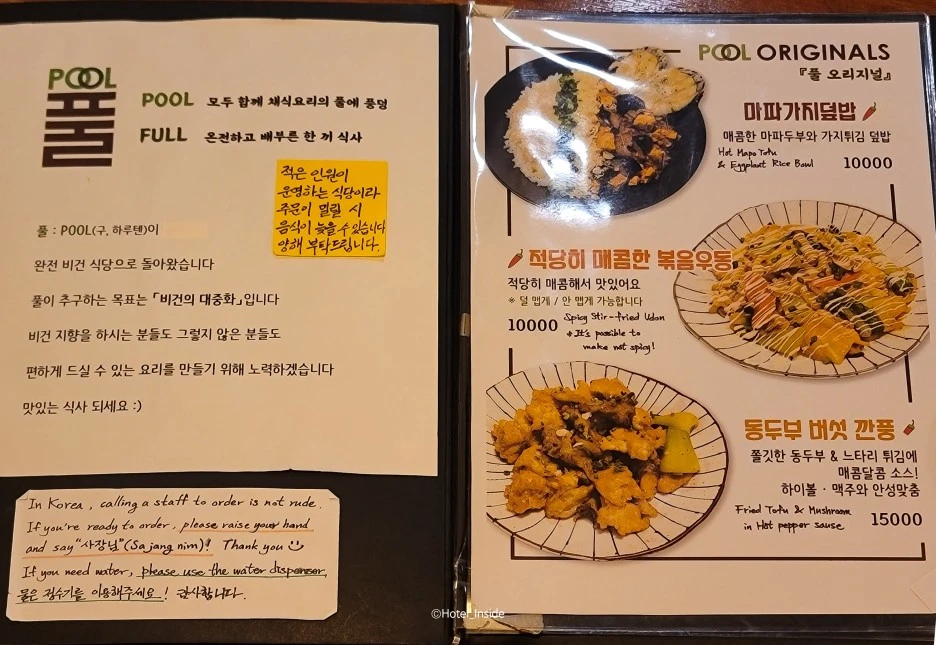 POOL
풀
POOL 모두 함께 채식요리의 풀에 풍덩
FULL 온전하고 배부른 한 끼 식사
적은 인원이
운영하는 식당이라
주문이 밀릴 시
음식이 늦을 수 있습니다
양해 부탁드립니다.
풀 : POOL(구, 하루텐)이
완전 비건 식당으로 돌아왔습니다
풀이 추구하는 목표는 「비건의 대중화」입니다
비건 지향을 하시는 분들도 그렇지 않은 분들도
편하게 드실 수 있는 요리를 만들기 위해 노력하겠습니다
맛있는 식사 되세요 :)
In Korea, calling a staff to order is not rude.
If you're ready to order, please raise your hand
and say "사장님" (Sa jang nim)! Thank you
If you need water, please use the water dispenser.
물은 정수기를 이용해주세요! 감사합니다.
POOL ORIGINALS
『풀 오리지널』
마파가지덮밥
매콤한 마파두부와 가지튀김 덮밥
Hot Mapo Tofu
& Eggplant Rice Bowl 10000
적당히 매콤한 볶음우동
적당히 매콤해서 맛있어요
※ 덜 맵게 / 안 맵게 가능합니다
10000 Spicy Stir-fried Udon
* It's possible to
make not spicy!
동두부 버섯 깐풍
쫄깃한 동두부 & 느타리 튀김에
매콤달콤 소스!
하이볼 · 맥주와 안성맞춤
Fried Tofu & Mushroom
in Hot pepper sause 15000
©Hoter_Inside